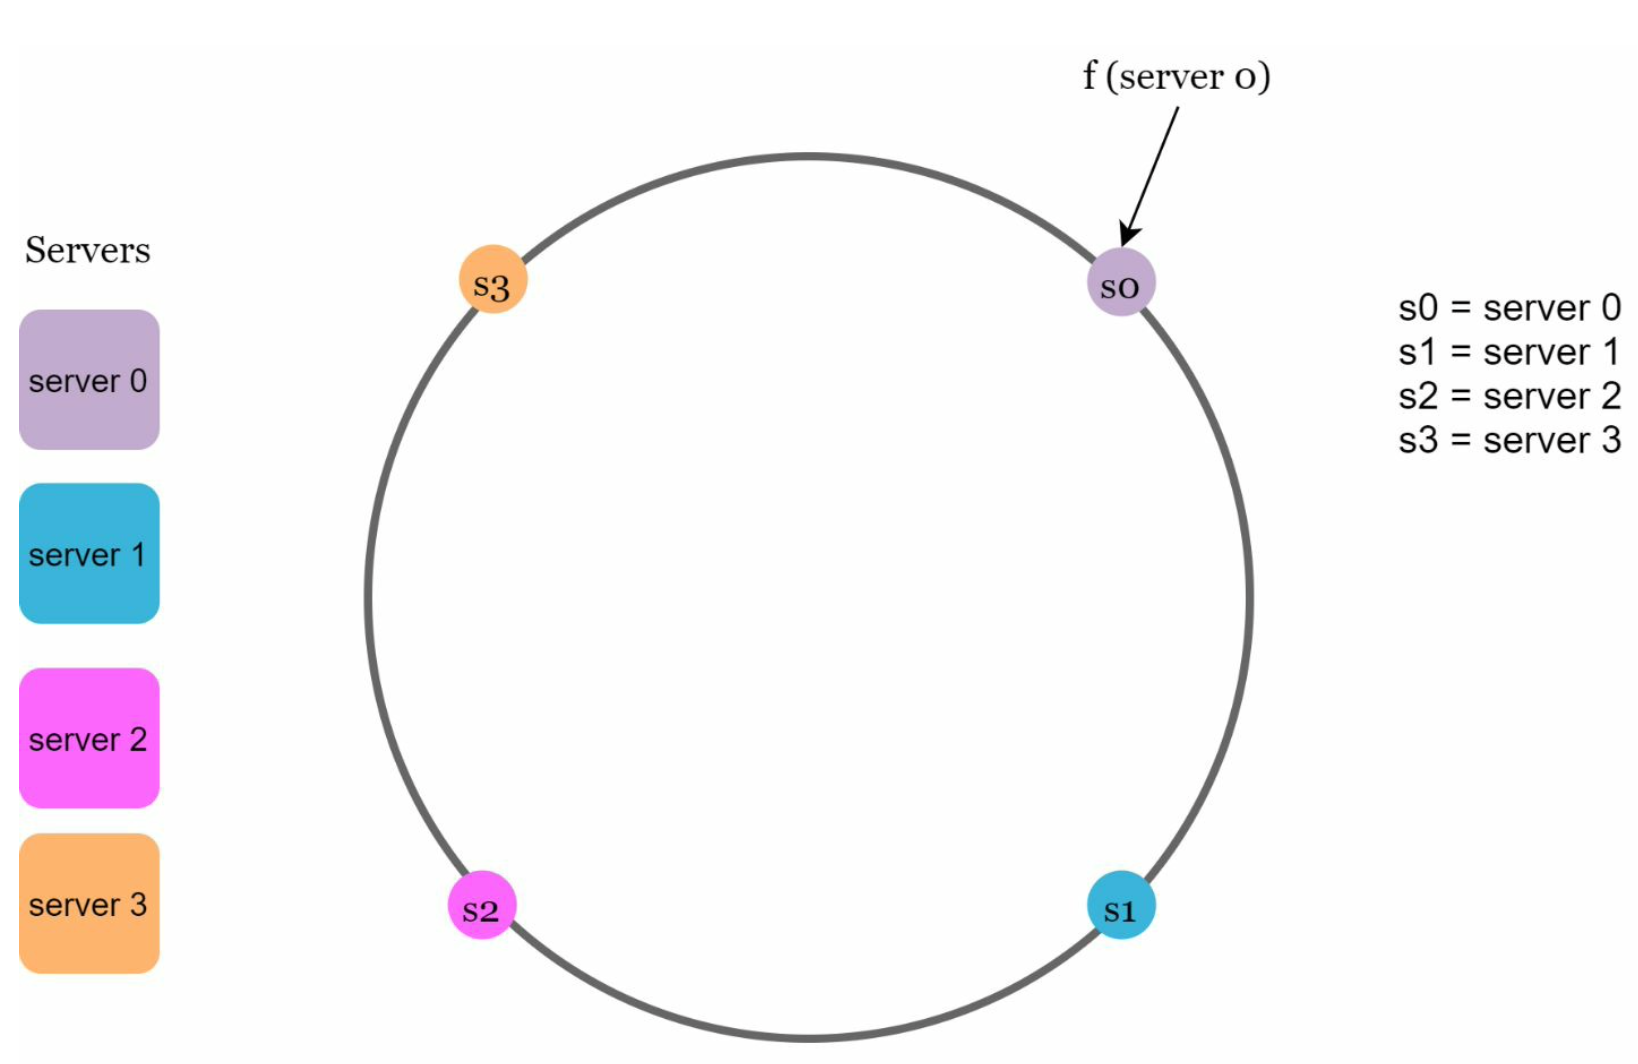 f (server 0)
Servers
server 0
server 1
server 2
server 3
s3
s0
s2
s1
s0 = server 0
s1 = server 1
s2 = server 2
s3 = server 3